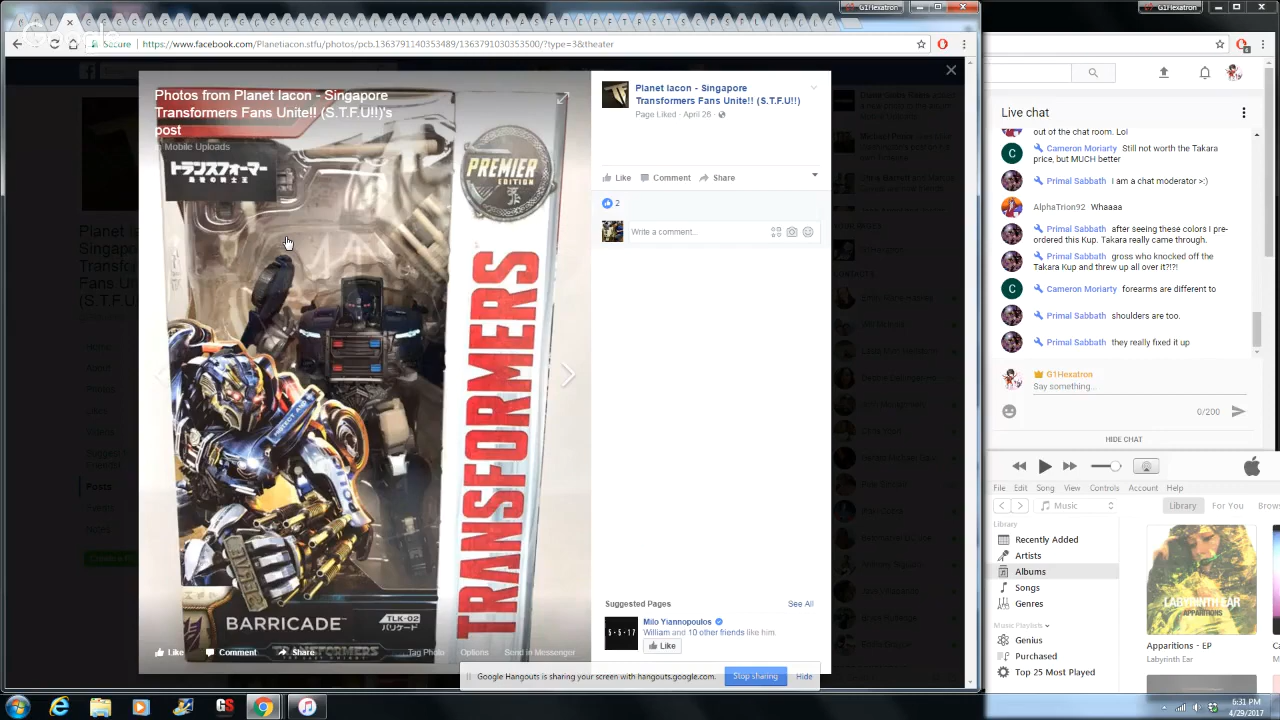 G1Hexatron
G1Hexatron
Google
Secure
https://www.facebook.com/Planetiacon.stfu/photos/pcb.1363791140353489/1363791030353500/?type=3&theater
Photos from Planet Iacon - Singapore
Transformers Fans Unite!! (S.T.F.U!!)'s
post
in Mobile Uploads
トランスフォーマー
PREMIER
EDITION
TRANSFORMERS
BARRICADE™
TLK-02
バリケード
Like
Comment
Share
Tag Photo
Options
Send in Messenger
Planet Iacon - Singapore
Transformers Fans Unite!! (S.T.F.U!!)
Page Liked · April 26 ·
Like
Comment
Share
2
Write a comment...
Suggested Pages
See All
5·5·17
Milo Yiannopoulos
William and 10 other friends like him.
Like
Google Hangouts is sharing your screen with hangouts.google.com.
Stop sharing
Hide
Live chat
out of the chat room. Lol
C
Cameron Moriarty Still not worth the Takara
price, but MUCH better
Primal Sabbath I am a chat moderator >:)
AlphaTrion92 Whaaaa
Primal Sabbath after seeing these colors I pre-
ordered this Kup. Takara really came through.
Primal Sabbath gross who knocked off the
Takara Kup and threw up all over it?!?!
C
Cameron Moriarty forearms are different to
Primal Sabbath shoulders are too.
Primal Sabbath they really fixed it up
G1Hexatron
Say something...
0/200
HIDE CHAT
File
Edit
Song
View
Controls
Account
Help
Music
Library
For You
Brows
Library
Recently Added
Artists
Albums
Songs
Genres
Music Playlists
Genius
Purchased
Top 25 Most Played
LABYRINTH EAR
APPARITIONS
Apparitions - EP
Labyrinth Ear
GS
6:31 PM
4/29/2017